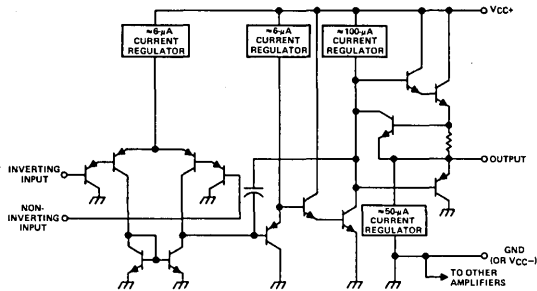 VCC+
≈6-µA
CURRENT
REGULATOR
≈6-µA
CURRENT
REGULATOR
≈100-µA
CURRENT
REGULATOR
INVERTING
INPUT
OUTPUT
NON-
INVERTING
INPUT
≈50-µA
CURRENT
REGULATOR
GND
(OR VCC–)
TO OTHER
AMPLIFIERS